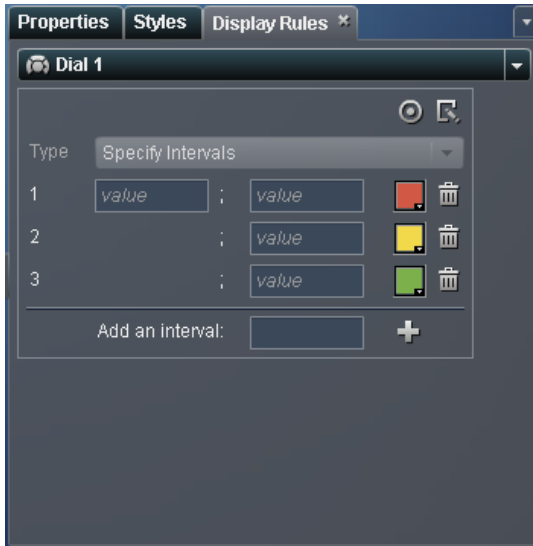 Properties Styles Display Rules
Dial 1
Type Specify Intervals
1 value ; value
2 ; value
3 ; value
Add an interval: